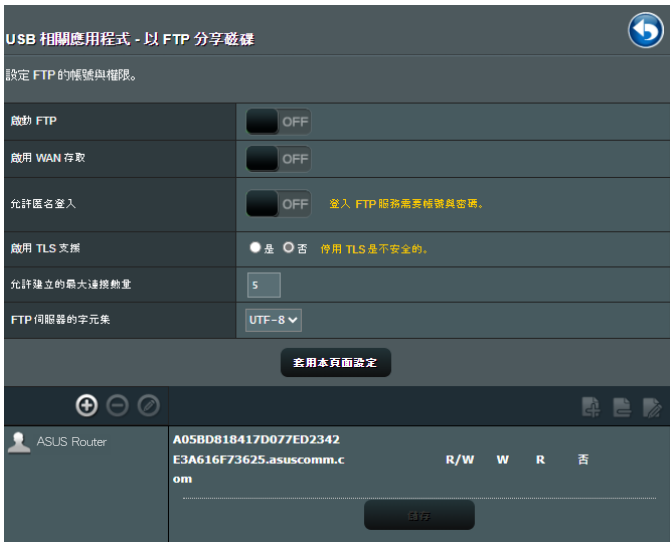 USB 相關應用程式 - 以 FTP 分享磁碟
設定 FTP 的帳號與權限。
啟動 FTP
OFF
啟用 WAN 存取
OFF
允許匿名登入
OFF
登入 FTP 服務需要帳號與密碼。
啟用 TLS 支援
是 否 停用 TLS 是不安全的。
允許建立的最大連接數量
5
FTP 伺服器的字元集
UTF-8
套用本頁面設定
ASUS Router
A05BD818417D077ED2342
E3A616F73625.asuscomm.c
om
R/W W R 否
儲存